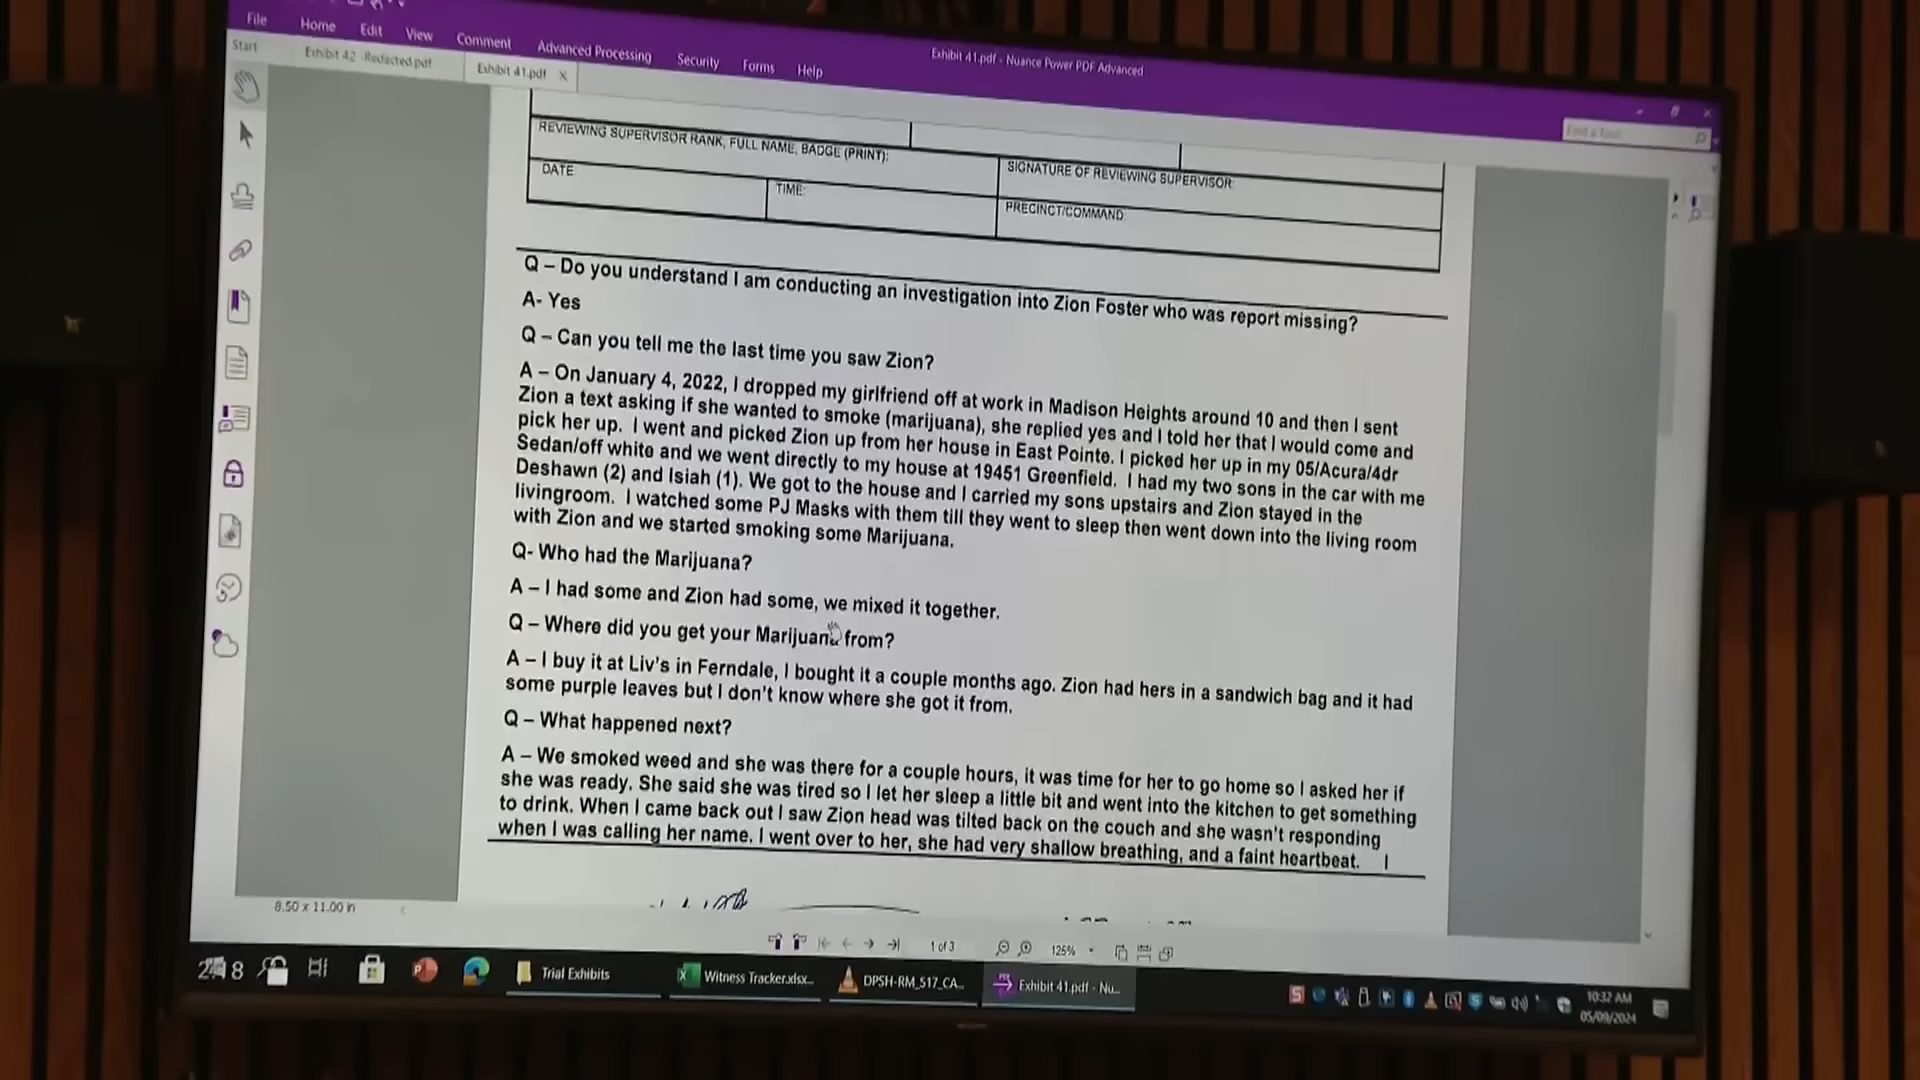 File Home Edit View Comment Advanced Processing Security Forms Help
Exhibit 41.pdf - Nuance Power PDF Advanced
Start Exhibit 42 -Redacted.pdf Exhibit 41.pdf X
Find a Tool
REVIEWING SUPERVISOR RANK, FULL NAME, BADGE (PRINT):
SIGNATURE OF REVIEWING SUPERVISOR:
DATE: TIME: PRECINCT/COMMAND:
Q – Do you understand I am conducting an investigation into Zion Foster who was report missing?
A- Yes
Q – Can you tell me the last time you saw Zion?
A – On January 4, 2022, I dropped my girlfriend off at work in Madison Heights around 10 and then I sent
Zion a text asking if she wanted to smoke (marijuana), she replied yes and I told her that I would come and
pick her up. I went and picked Zion up from her house in East Pointe. I picked her up in my 05/Acura/4dr
Sedan/off white and we went directly to my house at 19451 Greenfield. I had my two sons in the car with me
Deshawn (2) and Isiah (1). We got to the house and I carried my sons upstairs and Zion stayed in the
livingroom. I watched some PJ Masks with them till they went to sleep then went down into the living room
with Zion and we started smoking some Marijuana.
Q- Who had the Marijuana?
A – I had some and Zion had some, we mixed it together.
Q – Where did you get your Marijuana from?
A – I buy it at Liv's in Ferndale, I bought it a couple months ago. Zion had hers in a sandwich bag and it had
some purple leaves but I don't know where she got it from.
Q – What happened next?
A – We smoked weed and she was there for a couple hours, it was time for her to go home so I asked her if
she was ready. She said she was tired so I let her sleep a little bit and went into the kitchen to get something
to drink. When I came back out I saw Zion head was tilted back on the couch and she wasn't responding
when I was calling her name. I went over to her, she had very shallow breathing, and a faint heartbeat. I
8.50 x 11.00 in
1 of 3 125%
Trial Exhibits Witness Tracker.xlsx... DPSH-RM_517_CA... Exhibit 41.pdf - Nu...
10:32 AM
05/09/2024